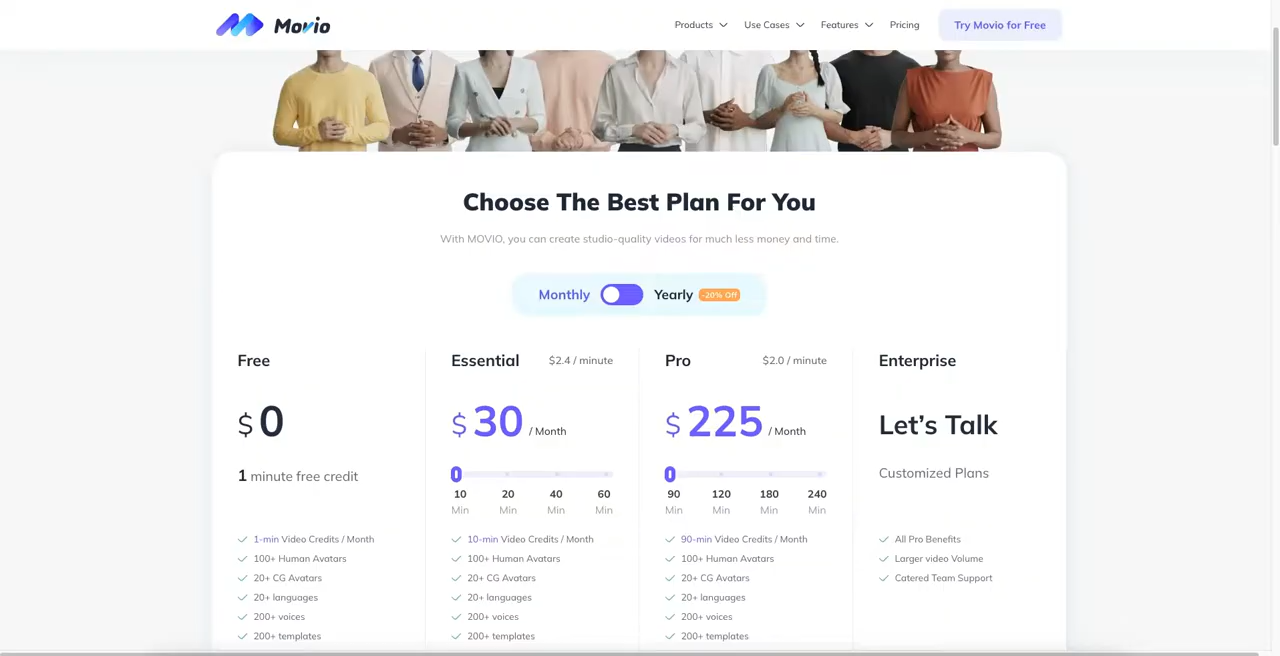 Movio
Products
Use Cases
Features
Pricing
Try Movio for Free
Choose The Best Plan For You
With MOVIO, you can create studio-quality videos for much less money and time.
Monthly
Yearly
-20% Off
Free
$ 0
1 minute free credit
1-min Video Credits / Month
100+ Human Avatars
20+ CG Avatars
20+ languages
200+ voices
200+ templates
Essential $2.4 / minute
$ 30 / Month
10 20 40 60
Min Min Min Min
10-min Video Credits / Month
100+ Human Avatars
20+ CG Avatars
20+ languages
200+ voices
200+ templates
Pro $2.0 / minute
$ 225 / Month
90 120 180 240
Min Min Min Min
90-min Video Credits / Month
100+ Human Avatars
20+ CG Avatars
20+ languages
200+ voices
200+ templates
Enterprise
Let’s Talk
Customized Plans
All Pro Benefits
Larger video Volume
Catered Team Support